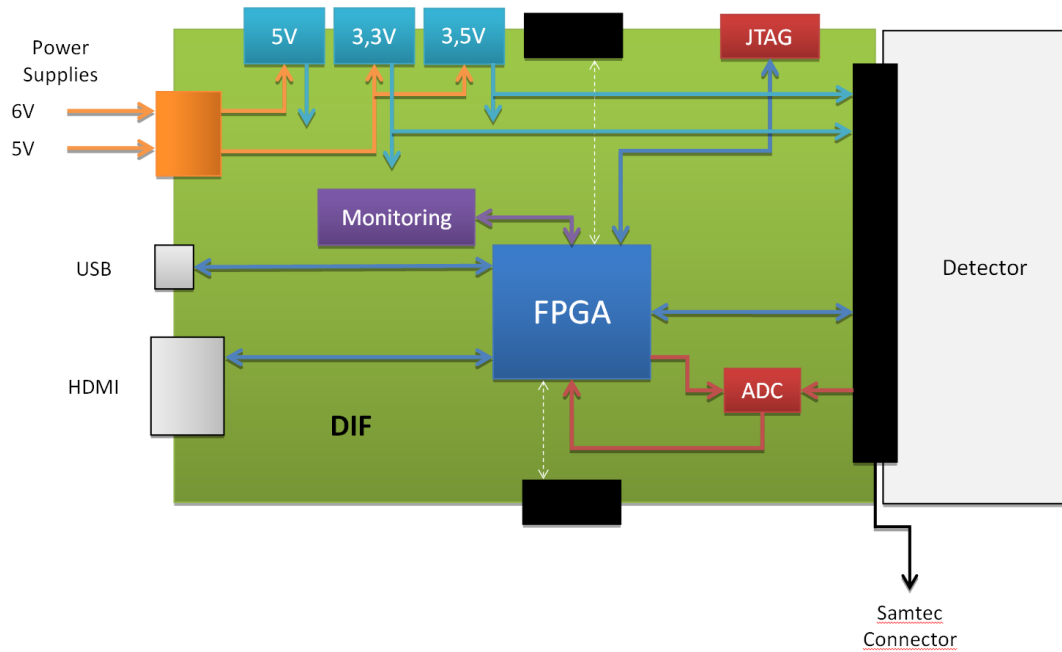 Power
Supplies
6V
5V
5V
3,3V
3,5V
JTAG
Monitoring
USB
FPGA
Detector
HDMI
ADC
DIF
Samtec
Connector